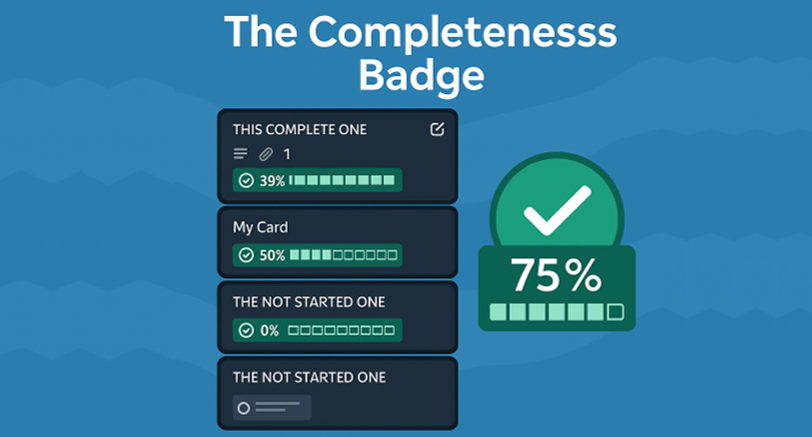 The Completenesss
Badge
THIS COMPLETE ONE
1
39%
My Card
50%
THE NOT STARTED ONE
0%
THE NOT STARTED ONE
75%